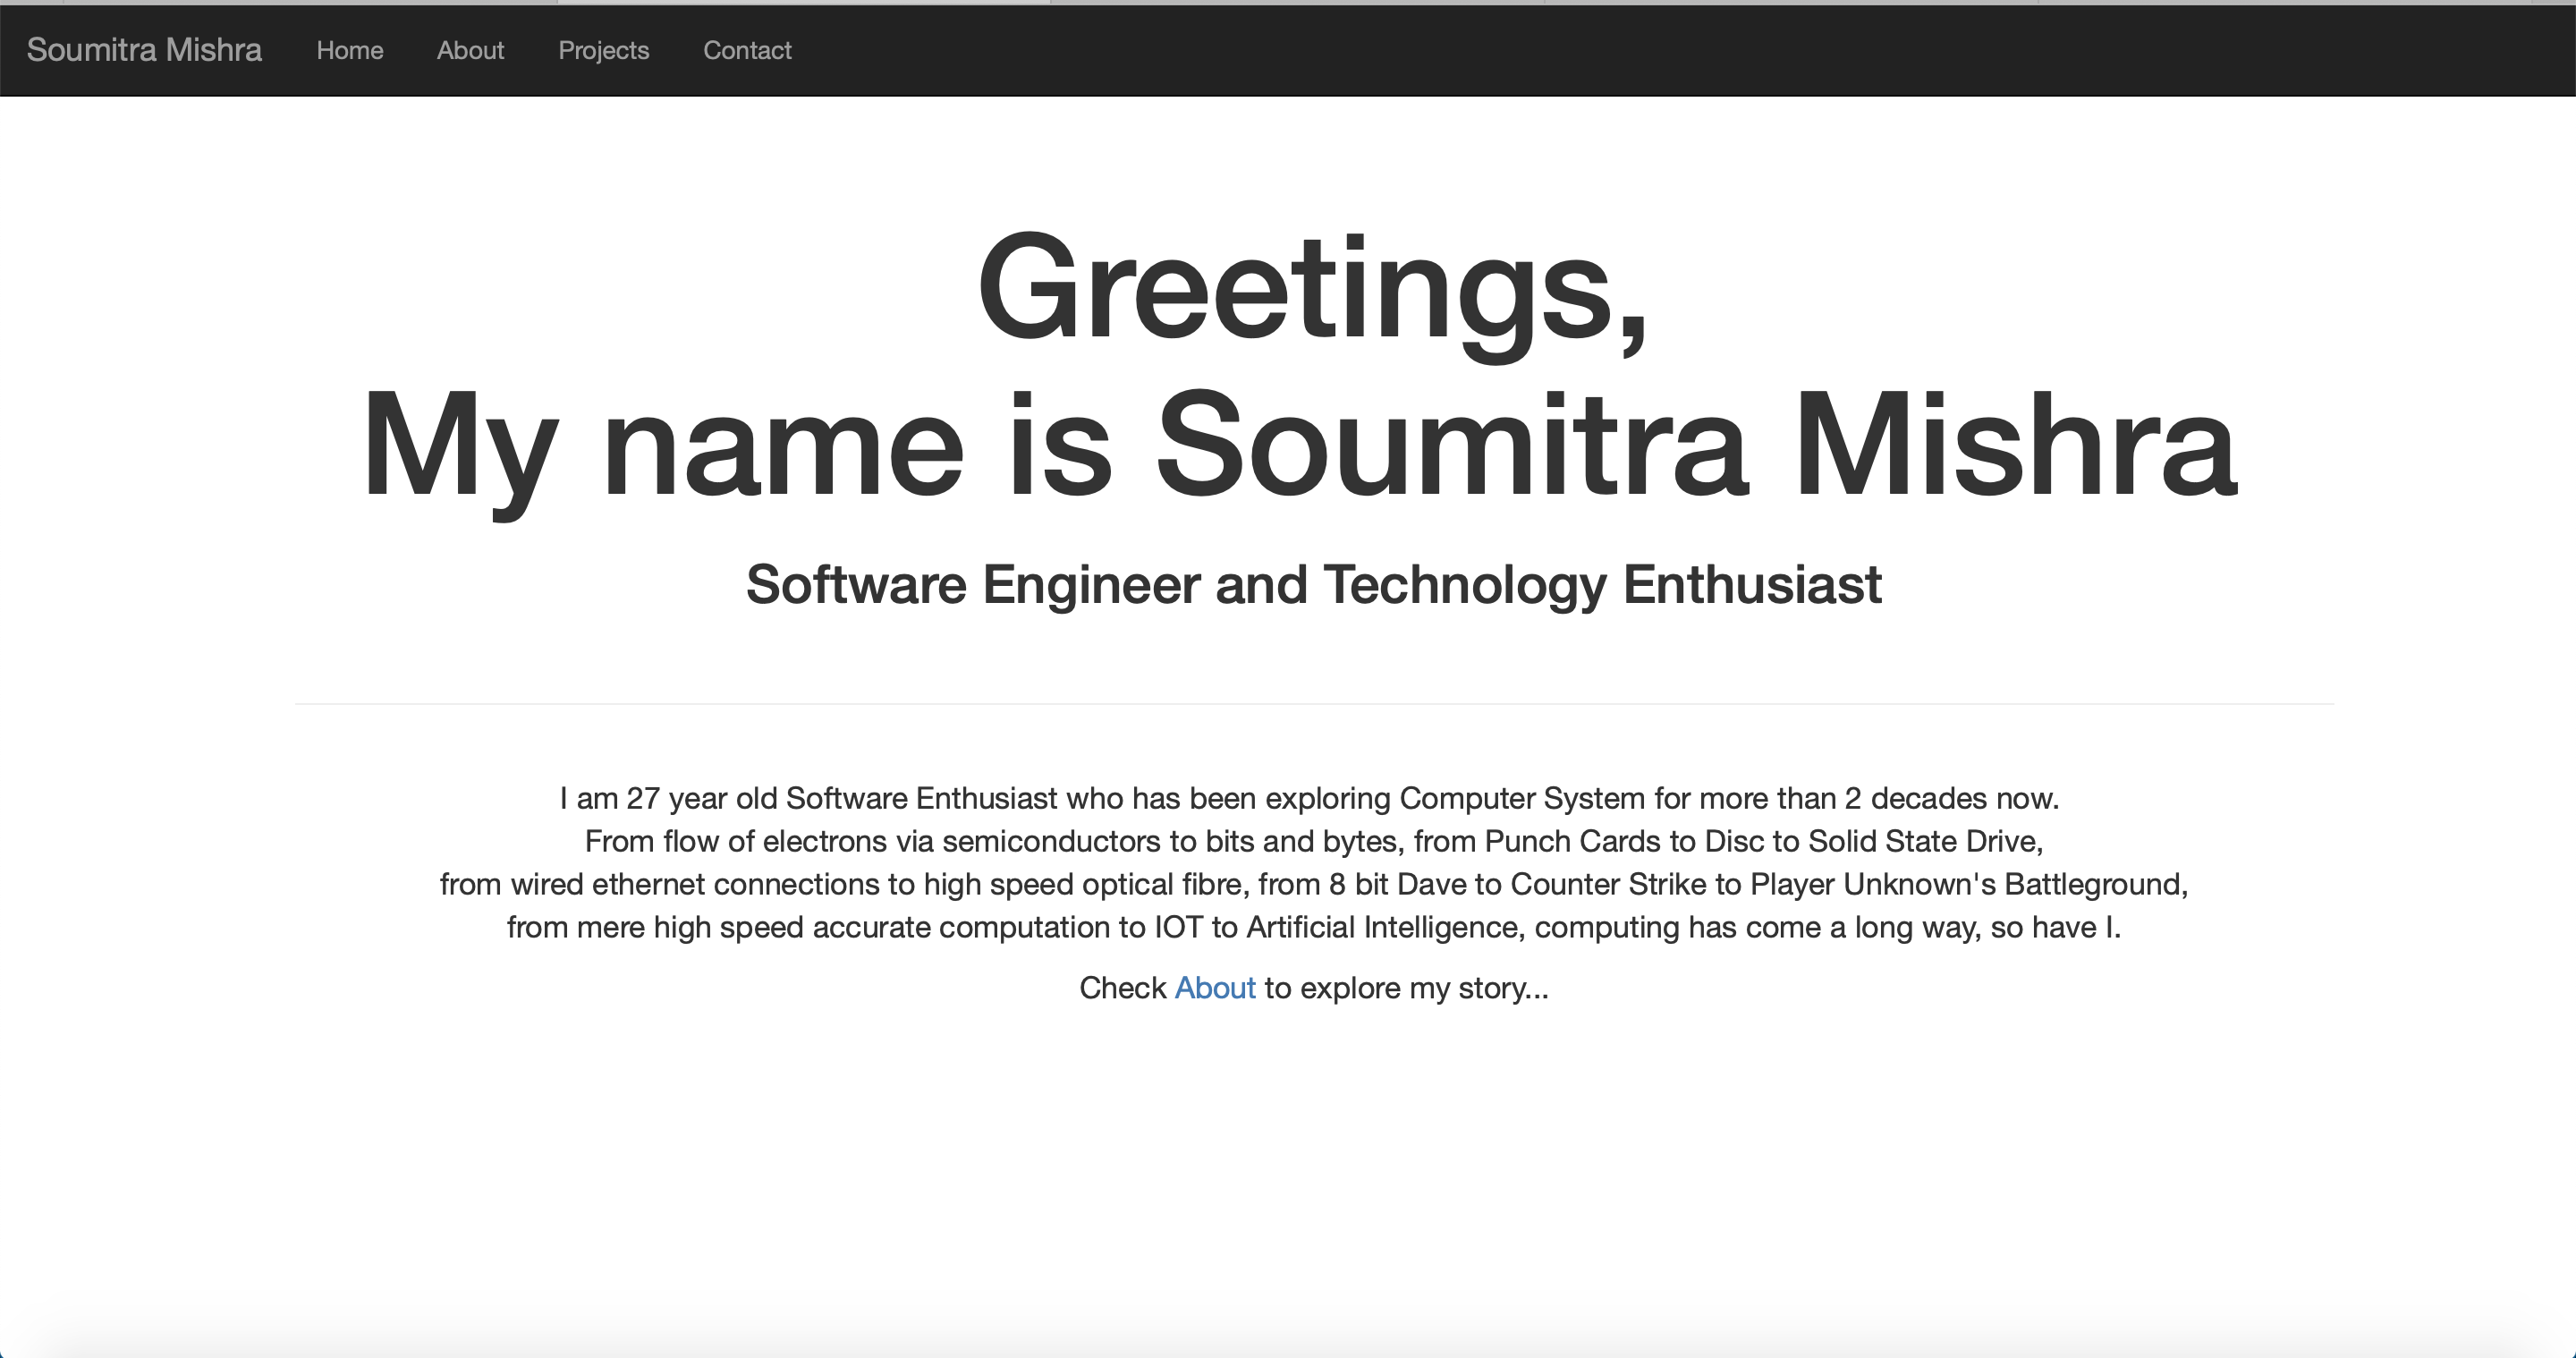 Soumitra Mishra Home About Projects Contact
Greetings,
My name is Soumitra Mishra
Software Engineer and Technology Enthusiast
I am 27 year old Software Enthusiast who has been exploring Computer System for more than 2 decades now.
From flow of electrons via semiconductors to bits and bytes, from Punch Cards to Disc to Solid State Drive,
from wired ethernet connections to high speed optical fibre, from 8 bit Dave to Counter Strike to Player Unknown's Battleground,
from mere high speed accurate computation to IOT to Artificial Intelligence, computing has come a long way, so have I.
Check About to explore my story...